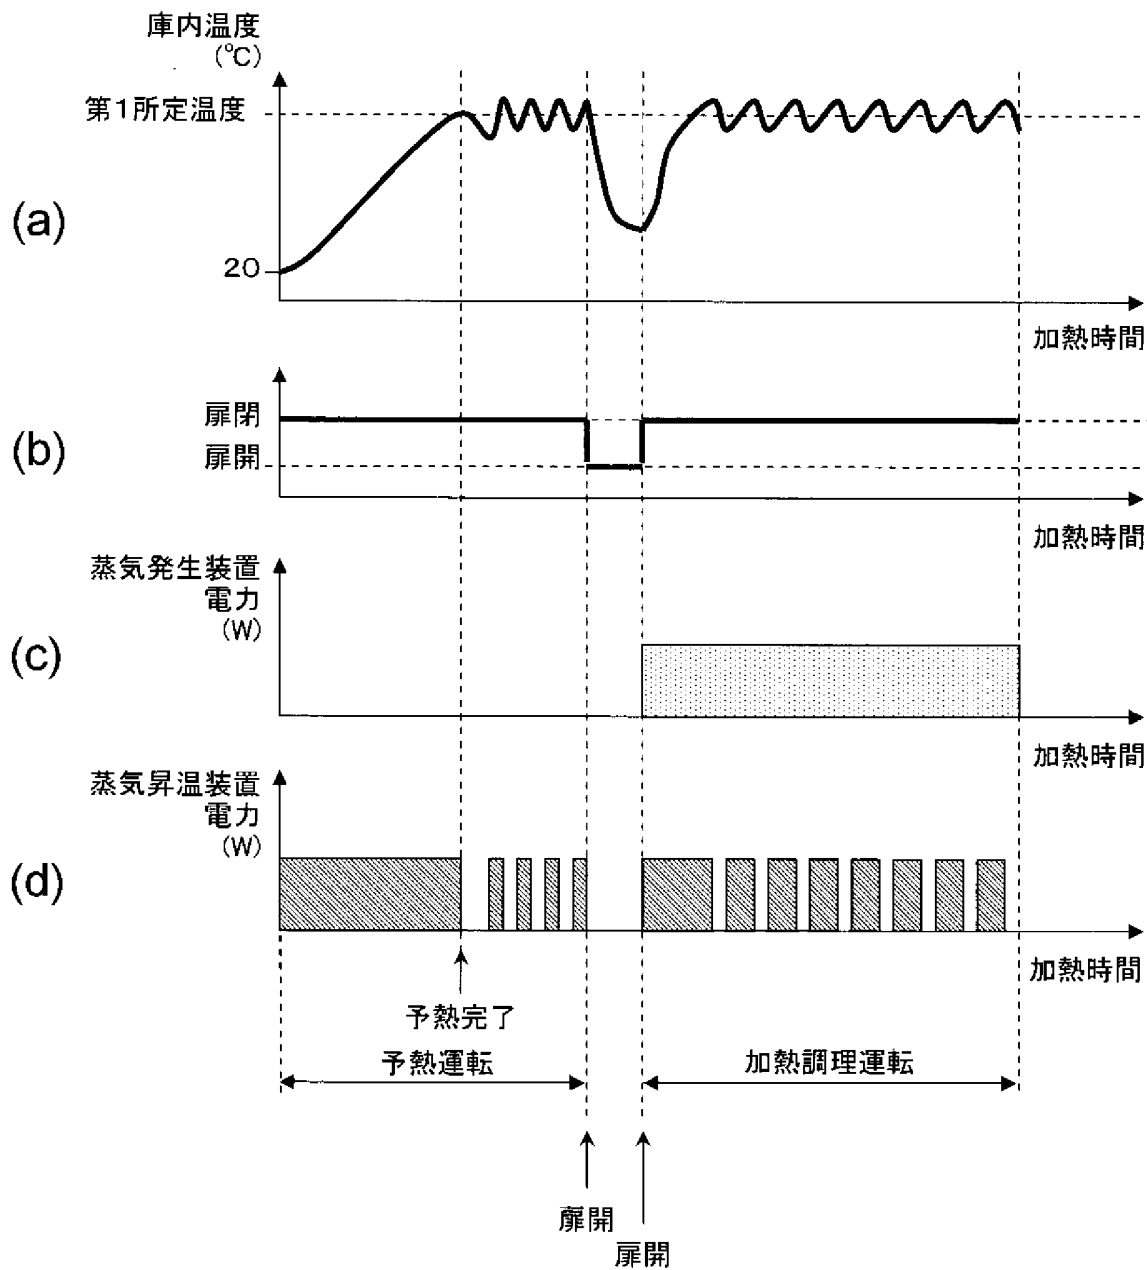 庫内温度
(℃)
第1所定温度
(a)
20
加熱時間
扉閉
(b)
扉開
加熱時間
蒸気発生装置
電力
(W)
(c)
加熱時間
蒸気昇温装置
電力
(W)
(d)
加熱時間
予熱完了
予熱運転
加熱調理運転
扉開
扉開